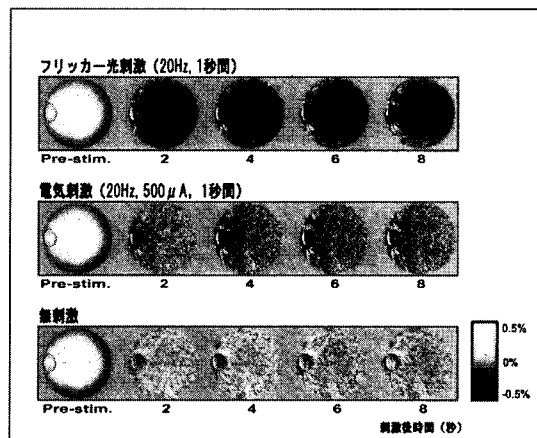 フリッカー光刺激 (20Hz, 1秒間)
Pre-stim. 2 4 6 8
電気刺激 (20Hz, 500μA, 1秒間)
Pre-stim. 2 4 6 8
無刺激
0.5%
0%
-0.5%
Pre-stim. 2 4 6 8
刺激後時間 (秒)